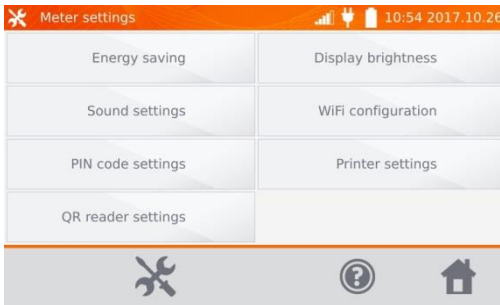 Meter settings 10:54 2017.10.26
Energy saving Display brightness
Sound settings WiFi configuration
PIN code settings Printer settings
QR reader settings
?